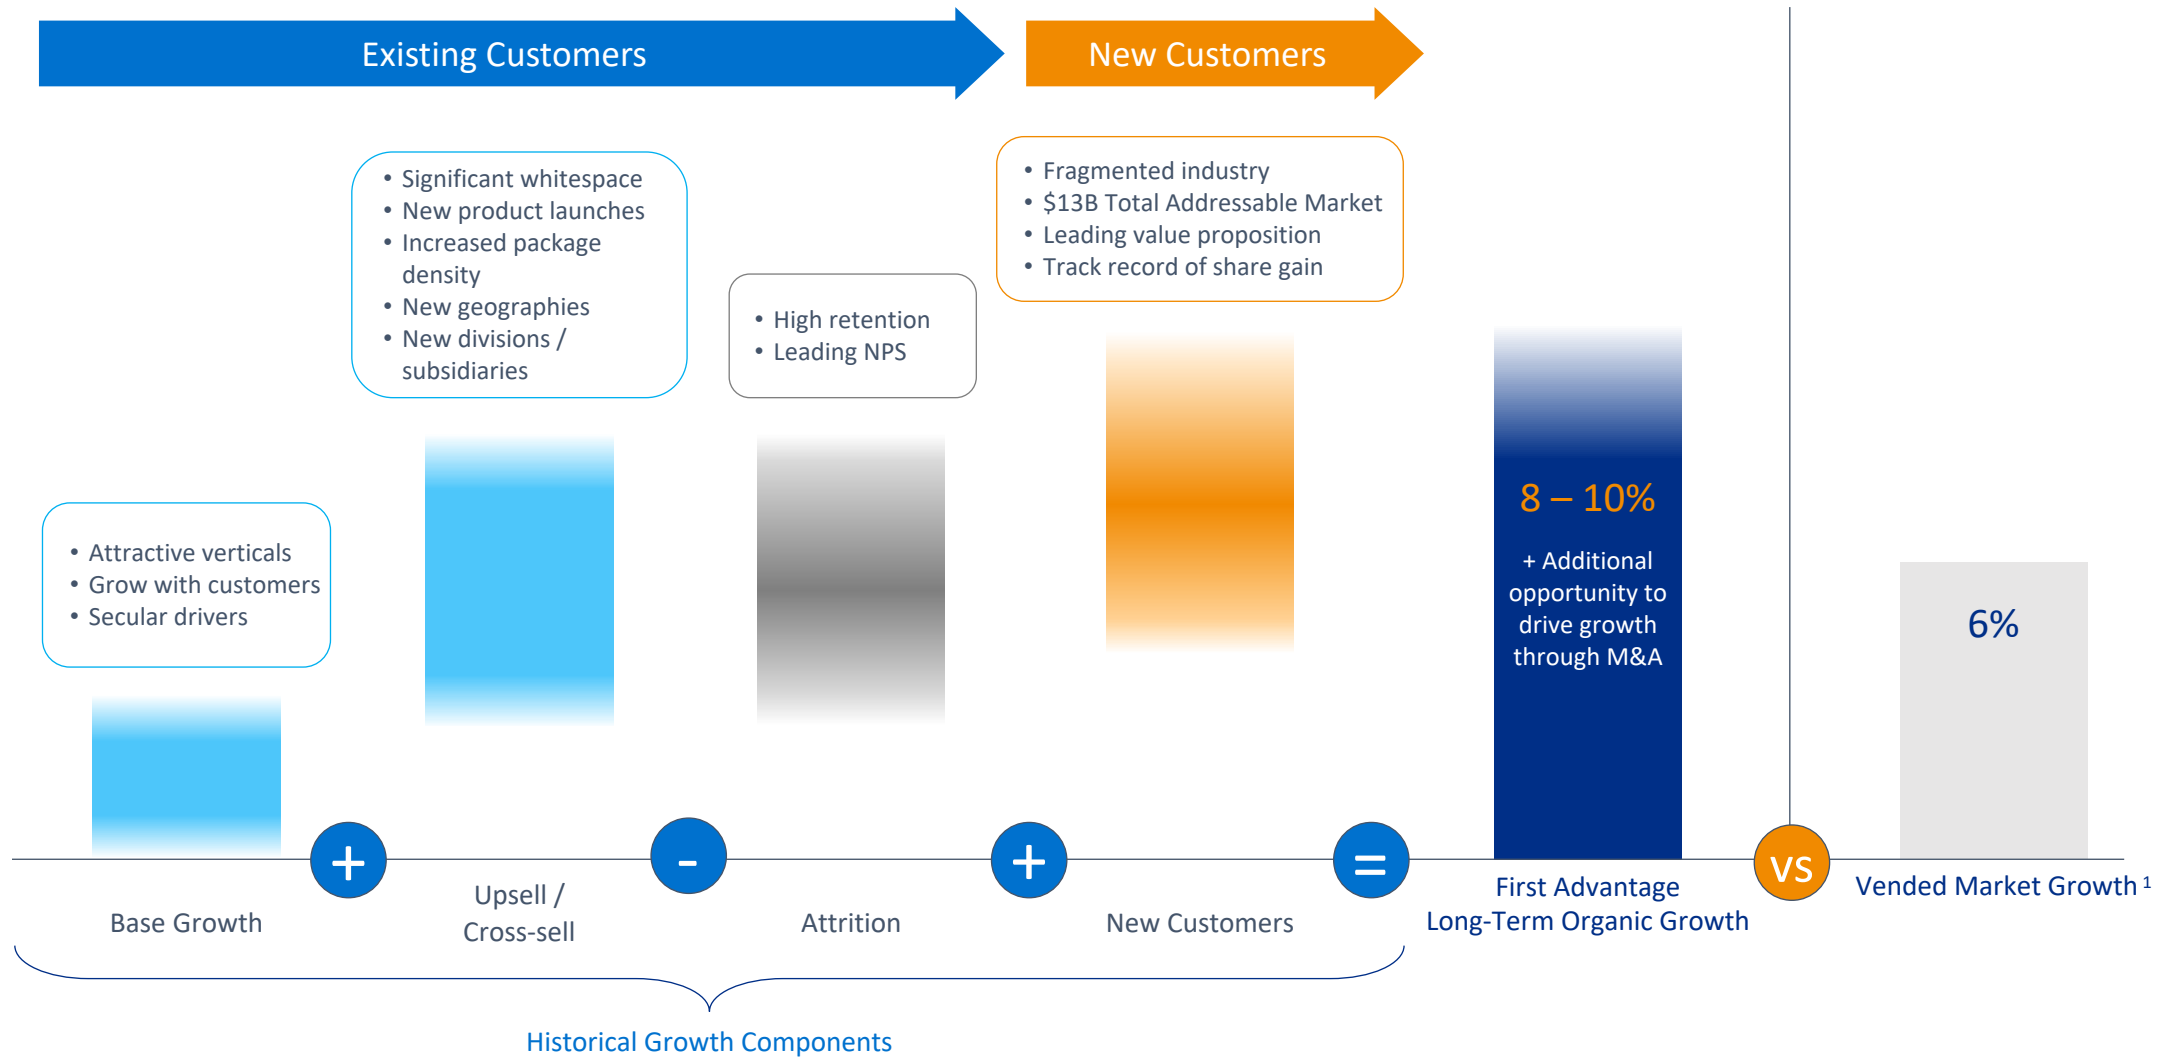 Existing Customers
New Customers
• Significant whitespace
• New product launches
• Increased package
density
• New geographies
• New divisions /
subsidiaries
• Fragmented industry
• $13B Total Addressable Market
• Leading value proposition
• Track record of share gain
• High retention
• Leading NPS
• Attractive verticals
• Grow with customers
• Secular drivers
8 – 10%
+ Additional
opportunity to
drive growth
through M&A
6%
+
-
+
=
vs
Base Growth
Upsell /
Cross-sell
Attrition
New Customers
First Advantage
Long-Term Organic Growth
Vended Market Growth 1
Historical Growth Components